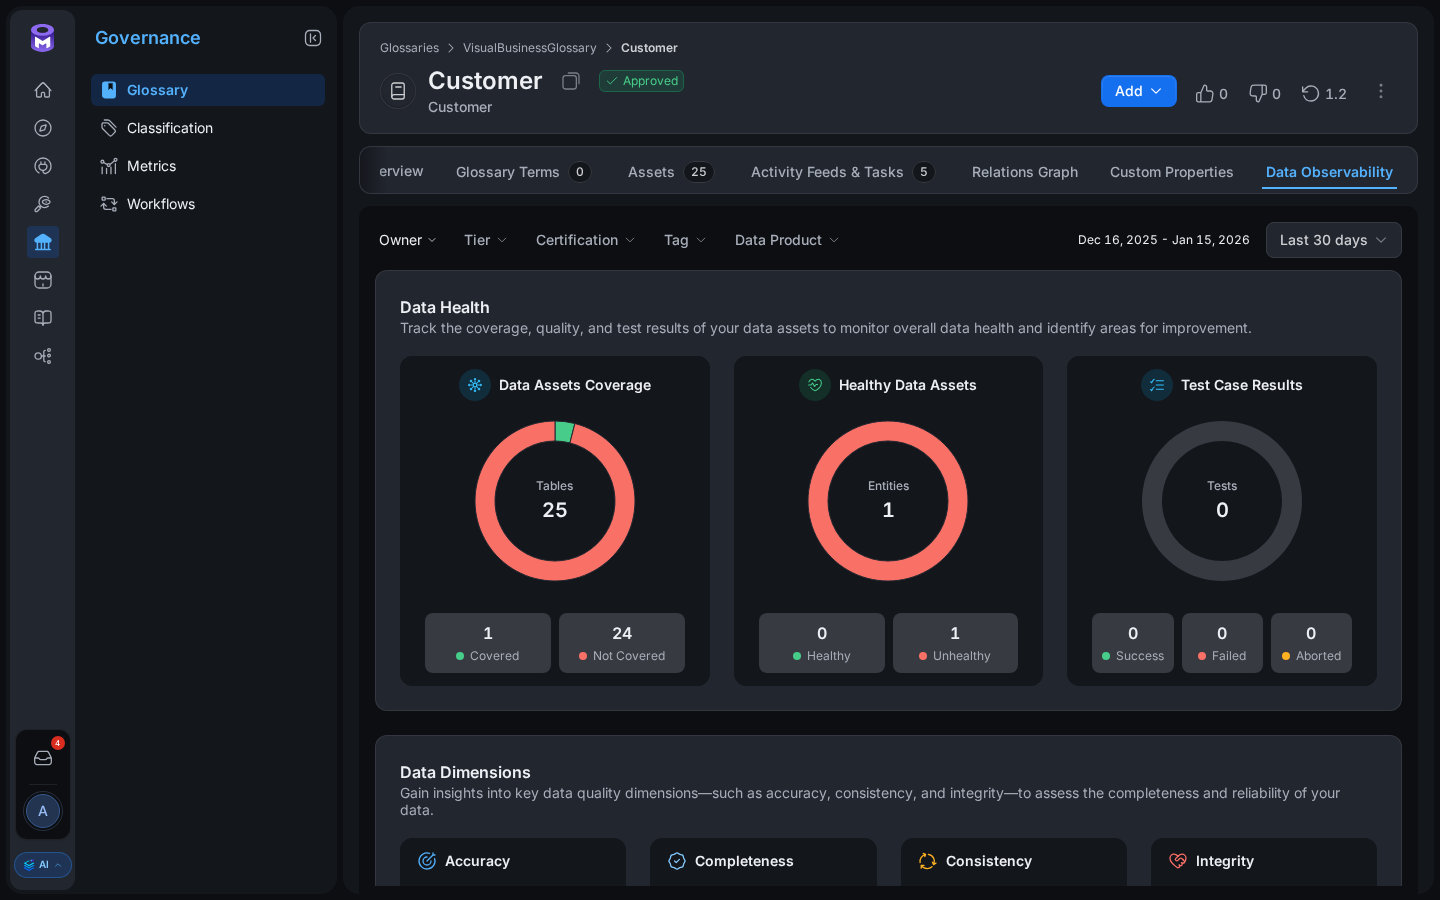 Governance
Glossary
Classification
Metrics
Workflows
4
A
AI
Glossaries > VisualBusinessGlossary > Customer
Customer
Approved
Customer
Add
0
0
1.2
erview
Glossary Terms 0
Assets 25
Activity Feeds & Tasks 5
Relations Graph
Custom Properties
Data Observability
Owner
Tier
Certification
Tag
Data Product
Dec 16, 2025 - Jan 15, 2026
Last 30 days
Data Health
Track the coverage, quality, and test results of your data assets to monitor overall data health and identify areas for improvement.
Data Assets Coverage
Tables
25
1
Covered
24
Not Covered
Healthy Data Assets
Entities
1
0
Healthy
1
Unhealthy
Test Case Results
Tests
0
0
Success
0
Failed
0
Aborted
Data Dimensions
Gain insights into key data quality dimensions—such as accuracy, consistency, and integrity—to assess the completeness and reliability of your
data.
Accuracy
Completeness
Consistency
Integrity